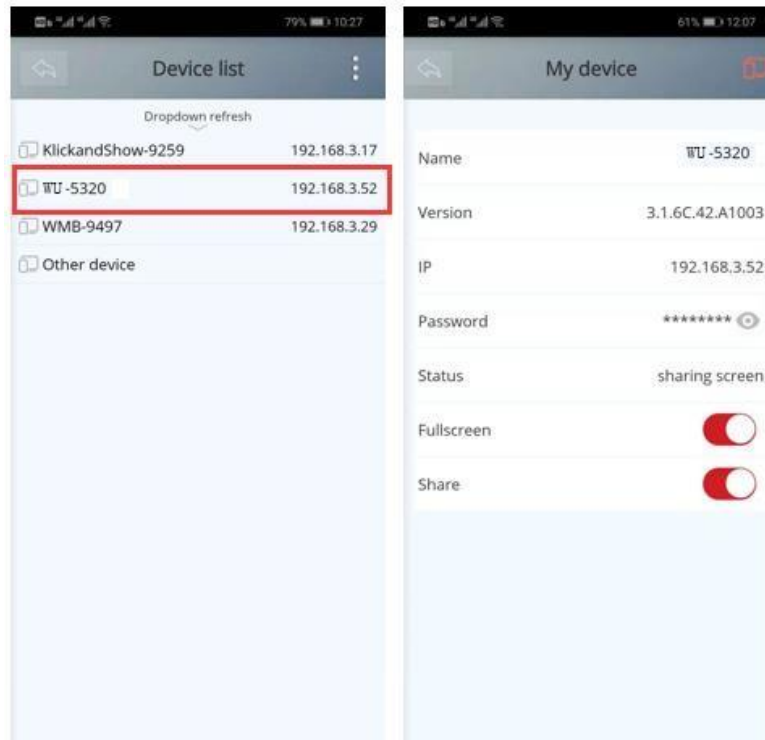 79% 10:27
Device list
Dropdown refresh
KlickandShow-9259 192.168.3.17
WU-5320 192.168.3.52
WMB-9497 192.168.3.29
Other device
61% 12:07
My device
Name WU-5320
Version 3.1.6C.42.A1003
IP 192.168.3.52
Password ********
Status sharing screen
Fullscreen
Share